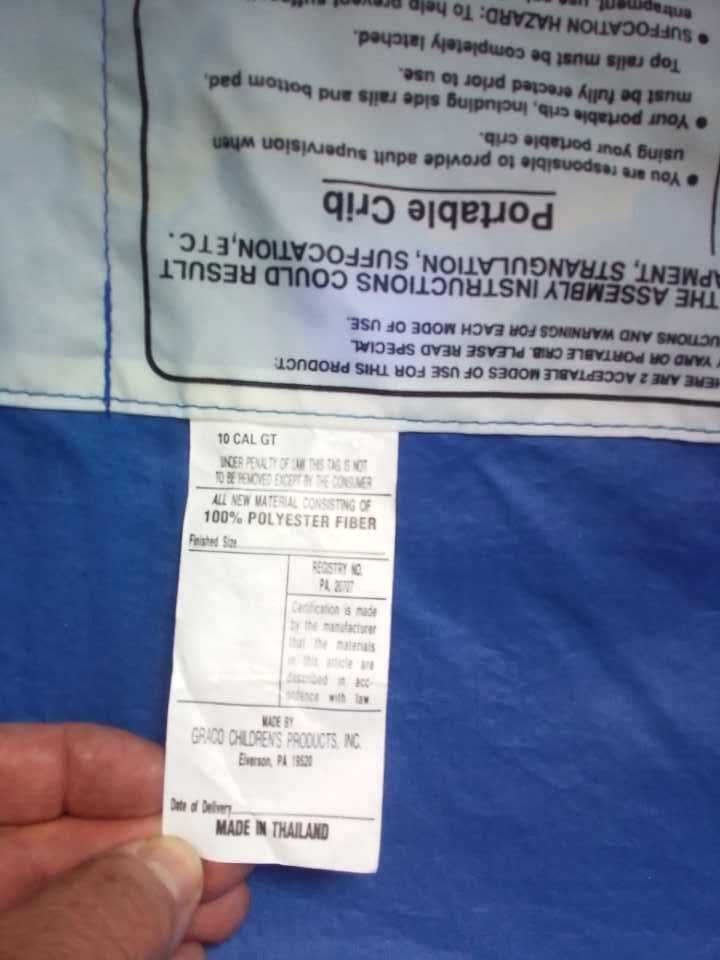 10 CAL GT
UNDER PENALTY OF LAW THIS TAG IS NOT
TO BE REMOVED EXCEPT BY THE CONSUMER
ALL NEW MATERIAL CONSISTING OF
100% POLYESTER FIBER
Finished Size
REGISTRY NO.
PA. 26707
Certification is made
by the manufacturer
that the materials
in this article are
described in acc-
ordence with law
MADE BY
GRACO CHILDREN'S PRODUCTS, INC.
Elverson, PA 19520
Date of Delivery
MADE IN THAILAND
HERE ARE 2 ACCEPTABLE MODES OF USE FOR THIS PRODUCT:
YARD OR PORTABLE CRIB. PLEASE READ SPECIAL
UCTIONS AND WARNINGS FOR EACH MODE OF USE.
THE ASSEMBLY INSTRUCTIONS COULD RESULT
APMENT, STRANGULATION, SUFFOCATION, ETC.
Portable Crib
● You are responsible to provide adult supervision when
using your portable crib.
● Your portable crib, including side rails and bottom pad,
must be fully erected prior to use.
Top rails must be completely latched.
● SUFFOCATION HAZARD: To help prevent
entrapment, use